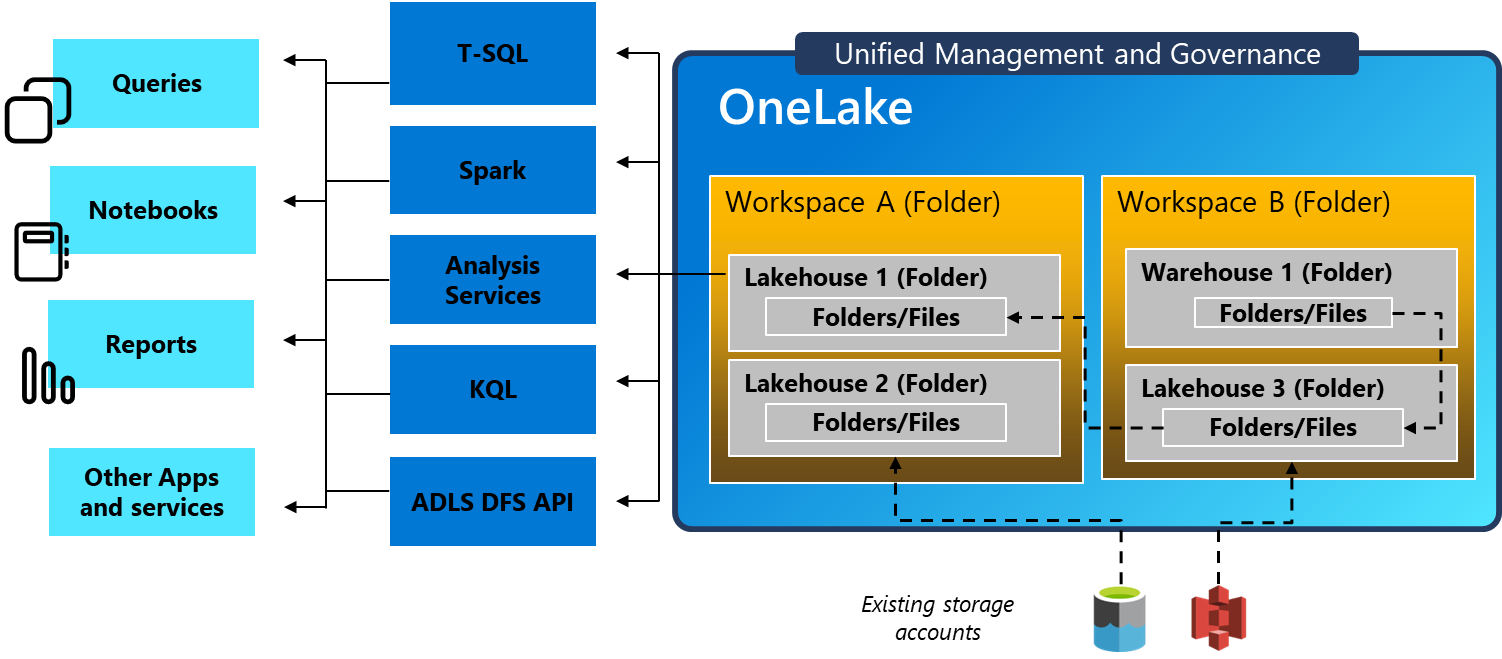 Queries
Notebooks
Reports
Other Apps
and services
T-SQL
Spark
Analysis
Services
KQL
ADLS DFS API
Unified Management and Governance
OneLake
Workspace A (Folder)
Lakehouse 1 (Folder)
Folders/Files
Lakehouse 2 (Folder)
Folders/Files
Workspace B (Folder)
Warehouse 1 (Folder)
Folders/Files
Lakehouse 3 (Folder)
Folders/Files
Existing storage
accounts